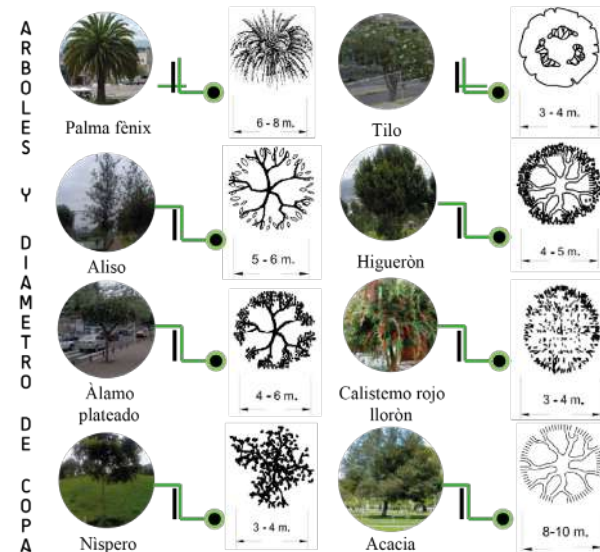 ARBOLES Y DIAMETRO DE COPA
Palma fènix
6 - 8 m.
Tilo
3 - 4 m.
Aliso
5 - 6 m.
Higueròn
4 - 5 m.
Àlamo
plateado
4 - 6 m.
Calistemo rojo
lloròn
3 - 4 m.
Nìspero
3 - 4 m.
Acacia
8-10 m.